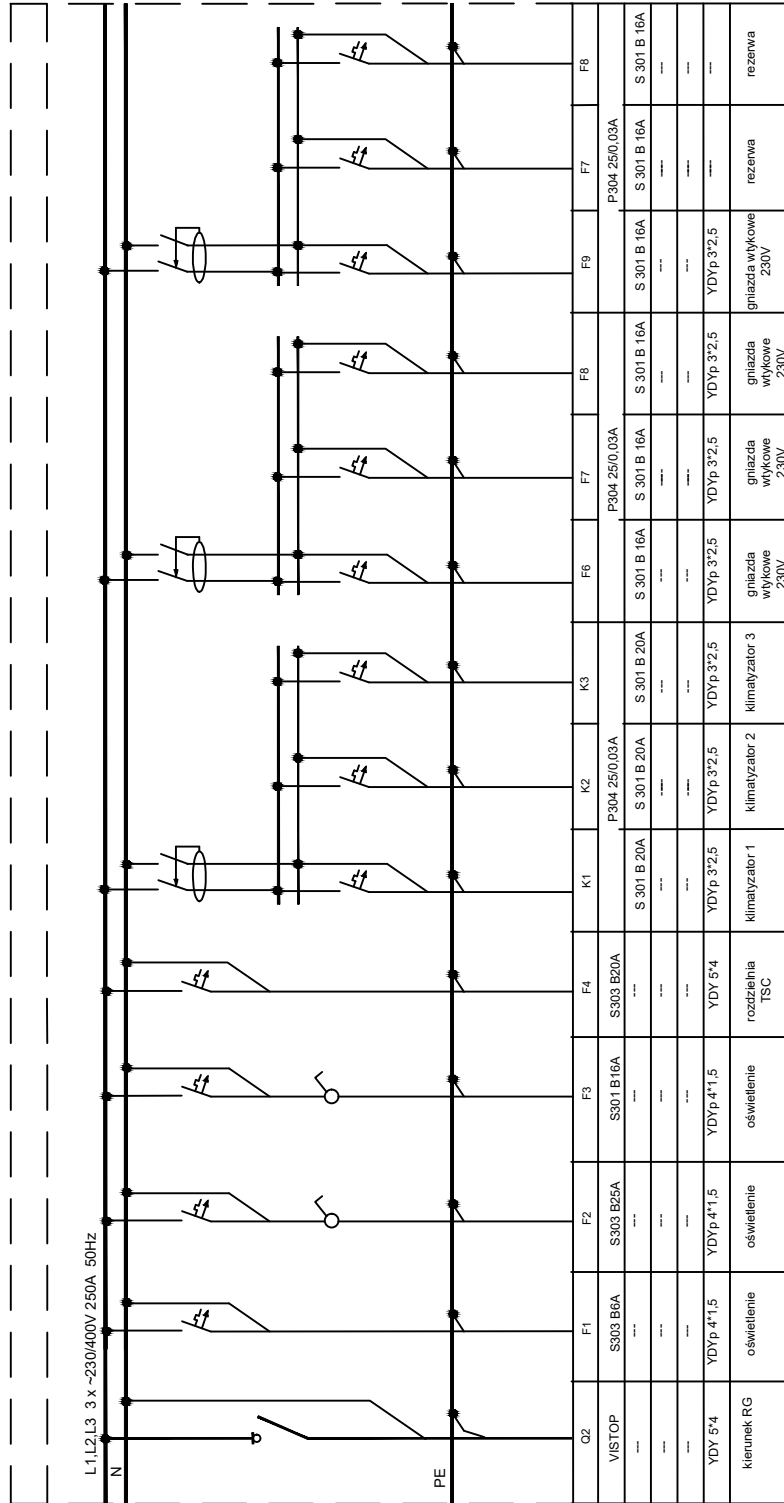 L1,L2,L3 3 x ~230/400V 250A 50Hz
N
PE
Q2 F1 F2 F3 F4 K1 K2 K3 F6 F7 F8 F9 F7 F8
VISTOP S303 B6A S303 B25A S301 B16A S303 B20A P304 25/0,03A P304 25/0,03A P304 25/0,03A
--- --- --- --- --- S 301 B 20A S 301 B 20A S 301 B 20A S 301 B 16A S 301 B 16A S 301 B 16A S 301 B 16A S 301 B 16A S 301 B 16A
--- --- --- --- --- --- --- --- --- --- --- --- --- ---
--- --- --- --- --- --- --- --- --- --- --- --- --- ---
YDY 5*4 YDYp 4*1,5 YDYp 4*1,5 YDYp 4*1,5 YDY 5*4 YDYp 3*2,5 YDYp 3*2,5 YDYp 3*2,5 YDYp 3*2,5 YDYp 3*2,5 YDYp 3*2,5 YDYp 3*2,5 --- ---
kierunek RG
oświetlenie
oświetlenie
oświetlenie
rozdzielnia
TSC
klimatyzator 1
klimatyzator 2
klimatyzator 3
gniazda
wtykowe
230V
gniazda
wtykowe
230V
gniazda
wtykowe
230V
gniazda wtykowe
230V
rezerwa
rezerwa